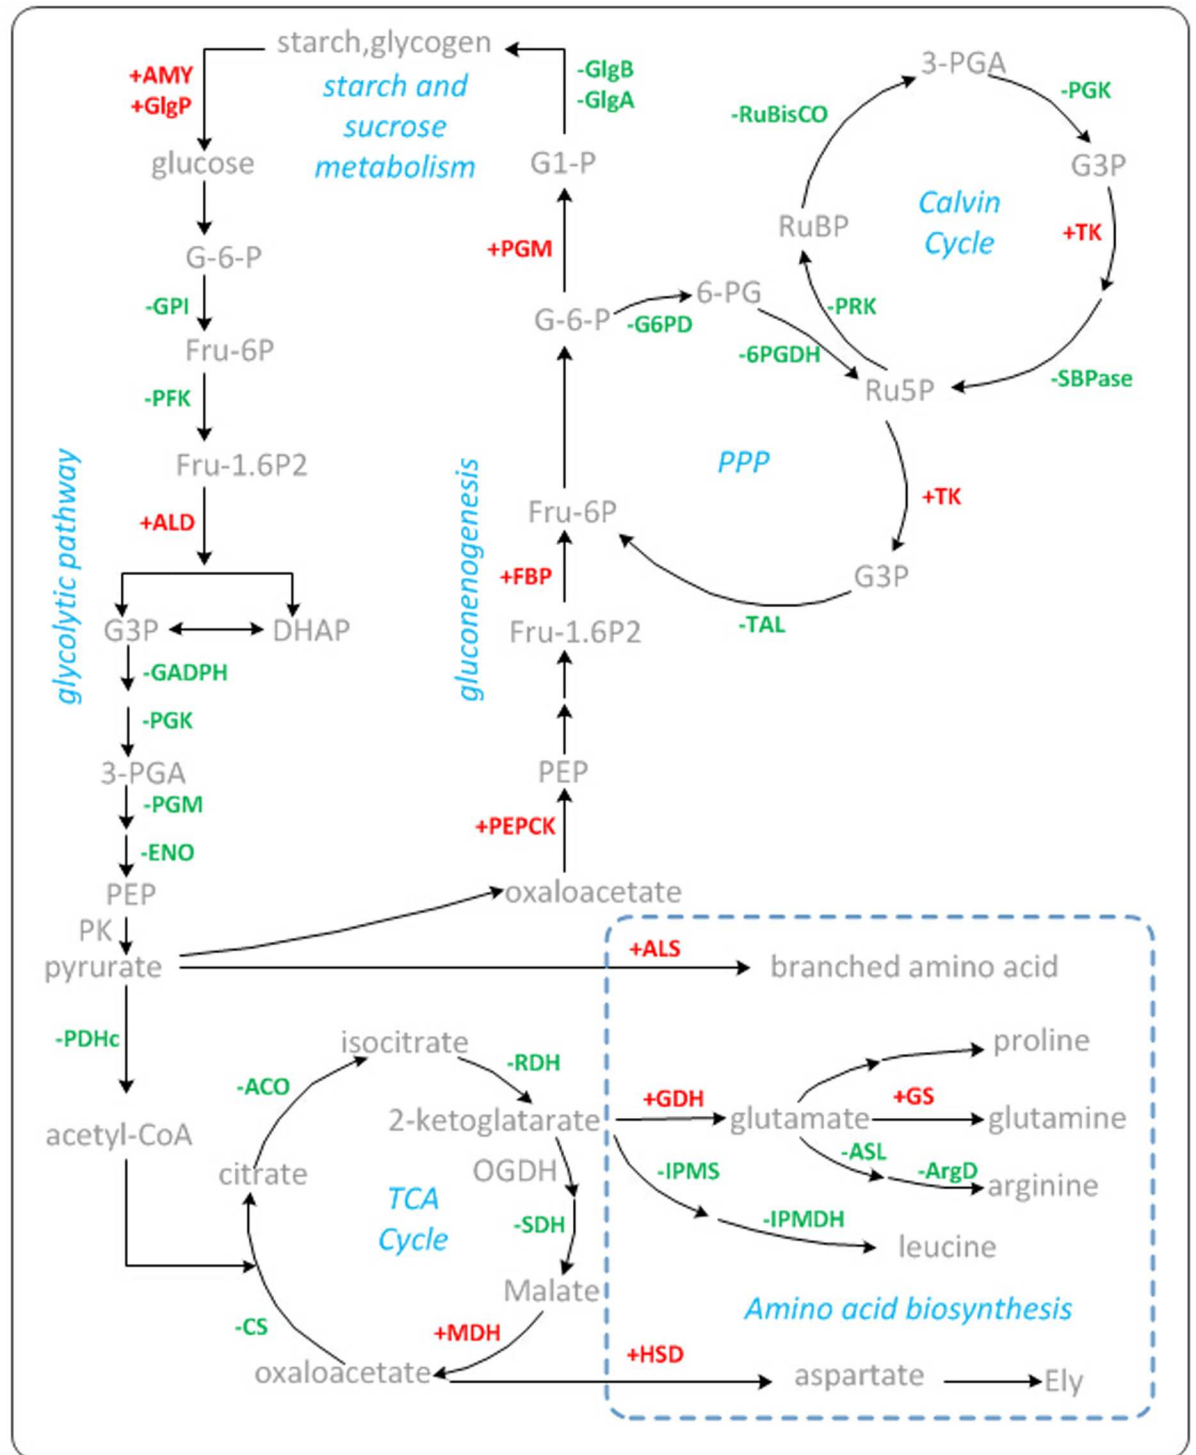 starch,glycogen
+AMY
+GlgP
starch and
sucrose
metabolism
-GlgB
-GlgA
glucose
G1-P
G-6-P
-GPI
Fru-6P
-PFK
Fru-1.6P2
+ALD
G3P
DHAP
-GADPH
-PGK
3-PGA
-PGM
-ENO
PEP
PK
pyrurate
glycolytic pathway
gluconenogenesis
+PGM
G-6-P
Fru-6P
+FBP
Fru-1.6P2
PEP
+PEPCK
oxaloacetate
3-PGA
-PGK
-RuBisCO
G3P
RuBP
Calvin
Cycle
+TK
6-PG
-G6PD
-PRK
-6PGDH
Ru5P
-SBPase
PPP
+TK
G3P
-TAL
+ALS
branched amino acid
-PDHc
acetyl-CoA
isocitrate
-ACO
-RDH
2-ketoglatarate
citrate
OGDH
TCA
Cycle
-SDH
Malate
-CS
+MDH
oxaloacetate
proline
+GDH
glutamate
+GS
glutamine
-ASL
-ArgD
arginine
-IPMS
-IPMDH
leucine
Amino acid biosynthesis
+HSD
aspartate
Ely